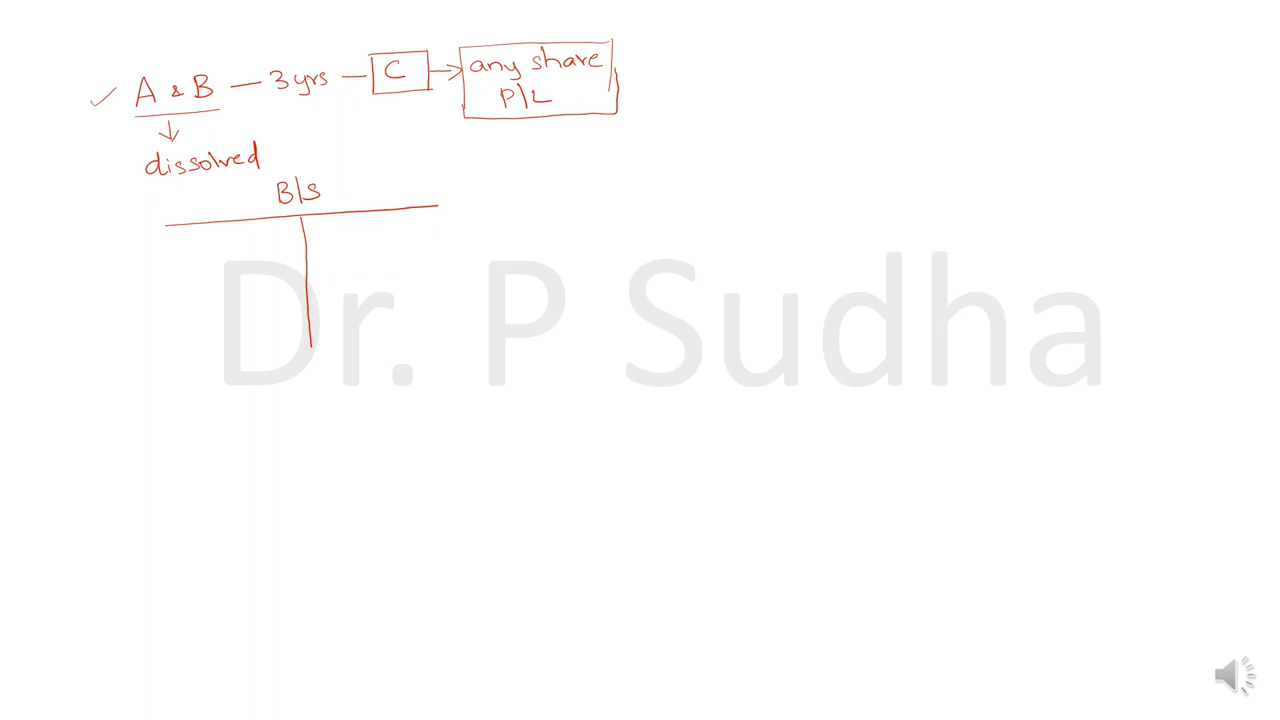 A & B — 3 yrs — C → any share
P/L
dissolved
B/S
Dr. P Sudha